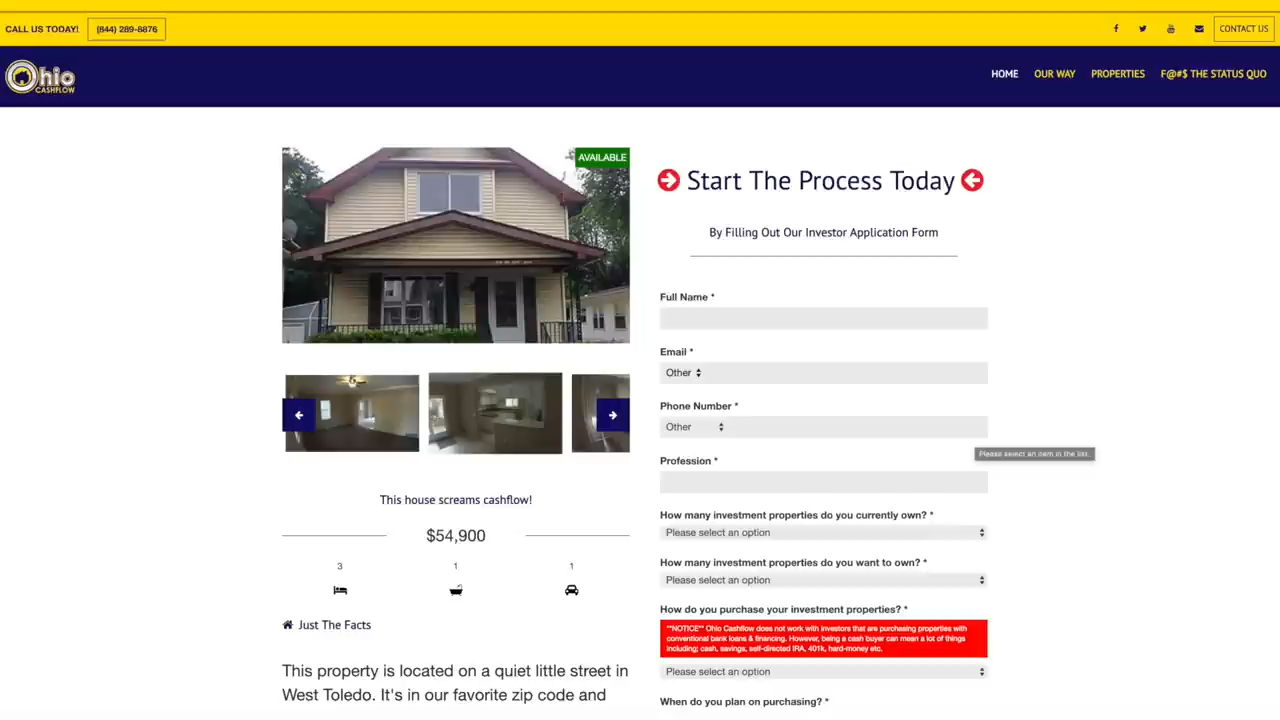 CALL US TODAY!
(844) 289-8876
CONTACT US
Ohio
CASHFLOW
HOME
OUR WAY
PROPERTIES
F@#$ THE STATUS QUO
AVAILABLE
This house screams cashflow!
$54,900
3
1
1
Just The Facts
This property is located on a quiet little street in
West Toledo. It's in our favorite zip code and
Start The Process Today
By Filling Out Our Investor Application Form
Full Name *
Email *
Other
Phone Number *
Other
Please select an item in the list.
Profession *
How many investment properties do you currently own? *
Please select an option
How many investment properties do you want to own? *
Please select an option
How do you purchase your investment properties? *
**NOTICE** Ohio Cashflow does not work with investors that are purchasing properties with
conventional bank loans & financing. However, being a cash buyer can mean a lot of things
including; cash, savings, self-directed IRA, 401k, hard-money etc.
Please select an option
When do you plan on purchasing? *